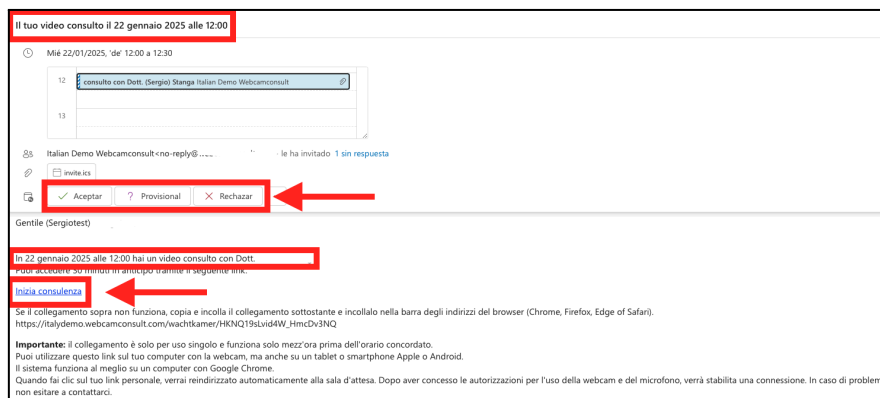 Il tuo video consulto il 22 gennaio 2025 alle 12:00
Mié 22/01/2025, 'de' 12:00 a 12:30
12
consulto con Dott. (Sergio) Stanga Italian Demo Webcamconsult
13
Italian Demo Webcamconsult<no-reply@ le ha invitado 1 sin respuesta
invite.ics
Aceptar ? Provisional Rechazar
Gentile (Sergiotest)
In 22 gennaio 2025 alle 12:00 hai un video consulto con Dott.
Puoi accedere 30 minuti in anticipo tramite il seguente link.
Inizia consulenza
Se il collegamento sopra non funziona, copia e incolla il collegamento sottostante e incollalo nella barra degli indirizzi del browser (Chrome, Firefox, Edge of Safari).
https://italydemo.webcamconsult.com/wachtkamer/HKNQ19sLvid4W_HmcDv3NQ
Importante: il collegamento è solo per uso singolo e funziona solo mezz'ora prima dell'orario concordato.
Puoi utilizzare questo link sul tuo computer con la webcam, ma anche su un tablet o smartphone Apple o Android.
Il sistema funziona al meglio su un computer con Google Chrome.
Quando fai clic sul tuo link personale, verrai reindirizzato automaticamente alla sala d'attesa. Dopo aver concesso le autorizzazioni per l'uso della webcam e del microfono, verrà stabilita una connessione. In caso di problem
non esitare a contattarci.